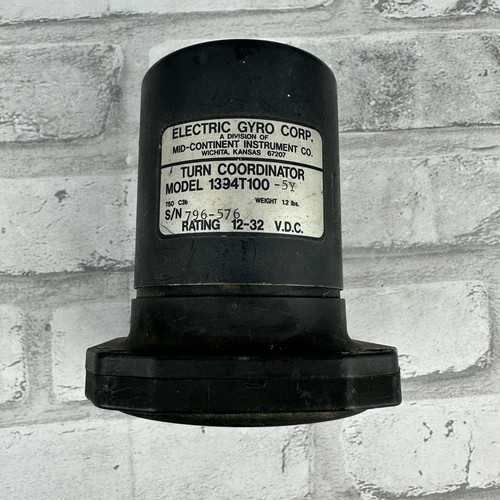 ELECTRIC GYRO CORP.
A DIVISION OF
MID-CONTINENT INSTRUMENT CO.
WICHITA, KANSAS 67207
TURN COORDINATOR
MODEL 1394T100 -5Y
TSO C3b WEIGHT 1.2 lbs.
S/N 796-576
RATING 12-32 V.D.C.